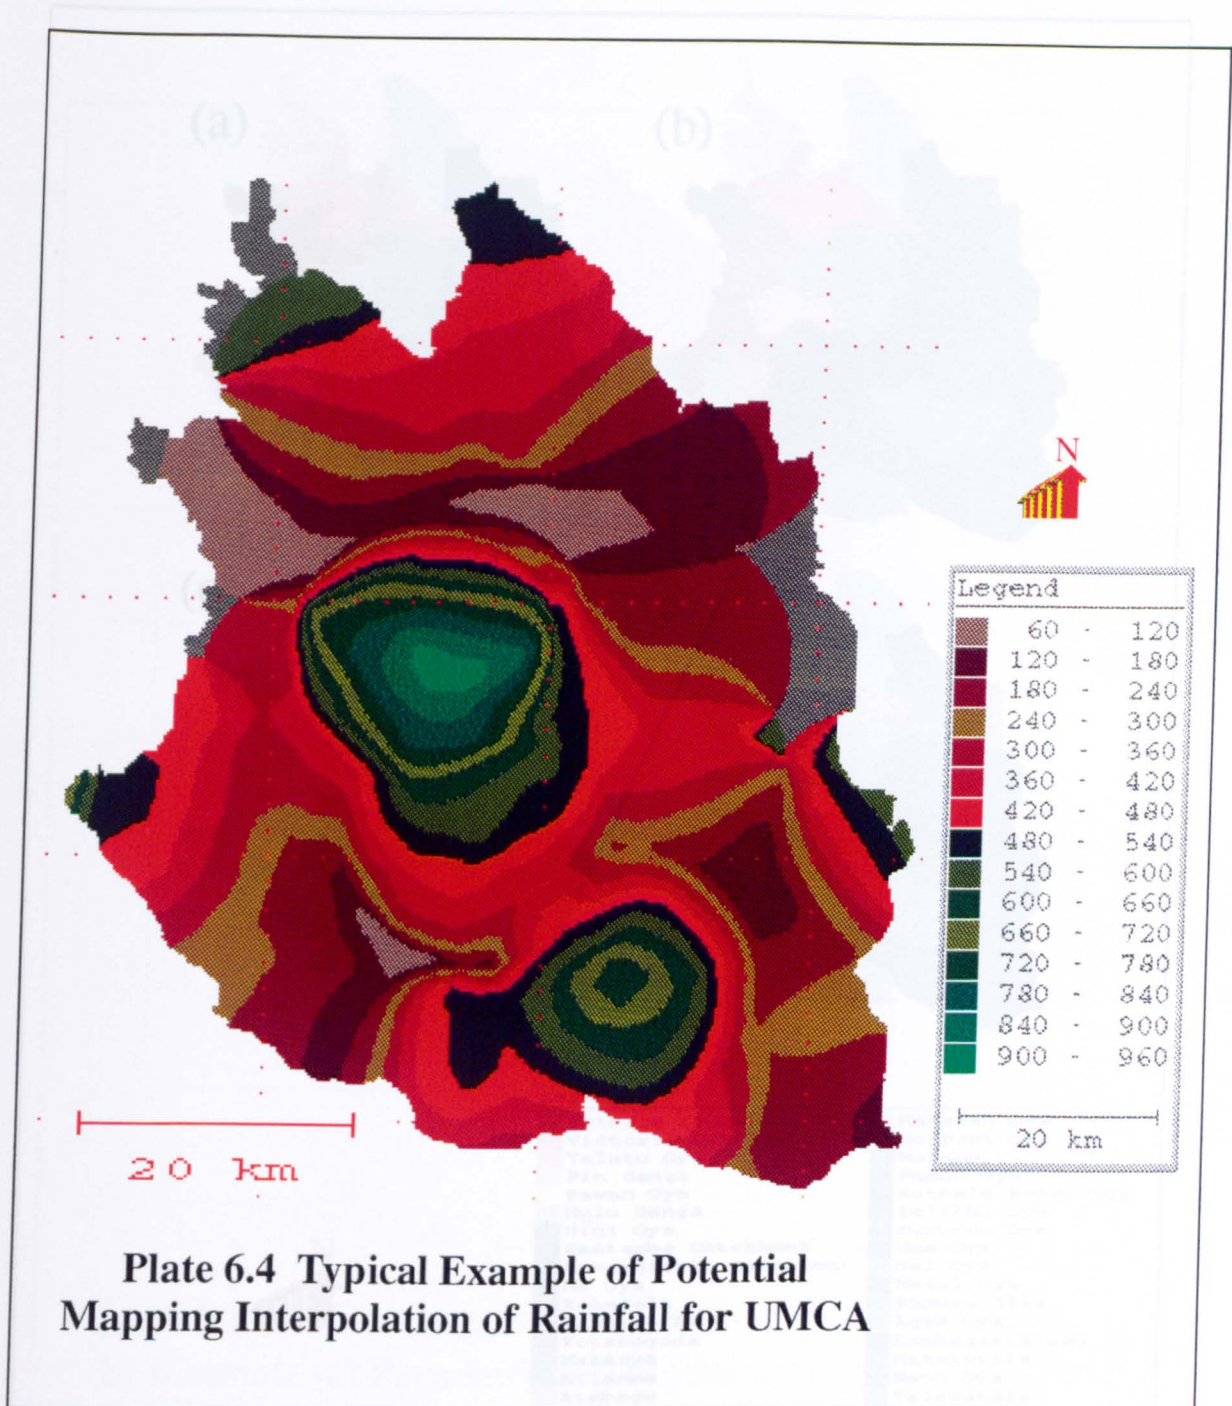 (a)
(b)
N
Legend
60 - 120
120 - 180
180 - 240
240 - 300
300 - 360
360 - 420
420 - 480
480 - 540
540 - 600
600 - 660
660 - 720
720 - 780
780 - 840
840 - 900
900 - 960
20 km
20 km
Plate 6.4 Typical Example of Potential
Mapping Interpolation of Rainfall for UMCA